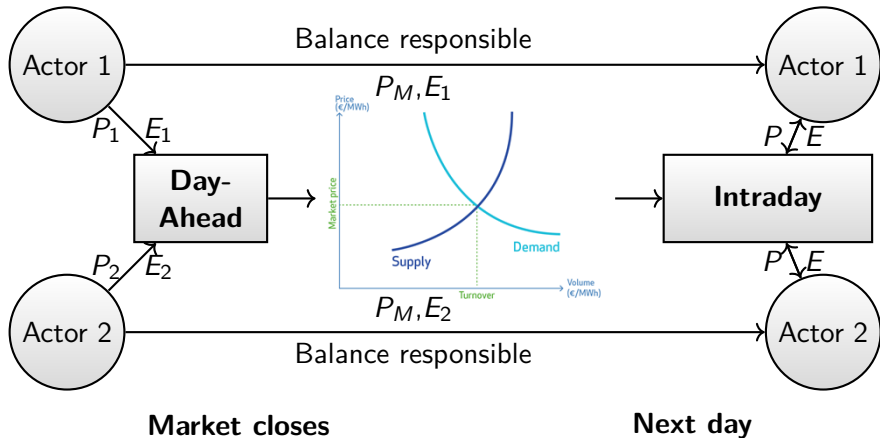 Balance responsible
Actor 1
Actor 1
P_M, E_1
Price
(€/MWh)
P_1 E_1
P E
Day-
Ahead
Market price
Intraday
Demand
Supply
P_2 E_2
P E
Volume
(€/MWh)
Turnover
P_M, E_2
Actor 2
Actor 2
Balance responsible
Market closes
Next day